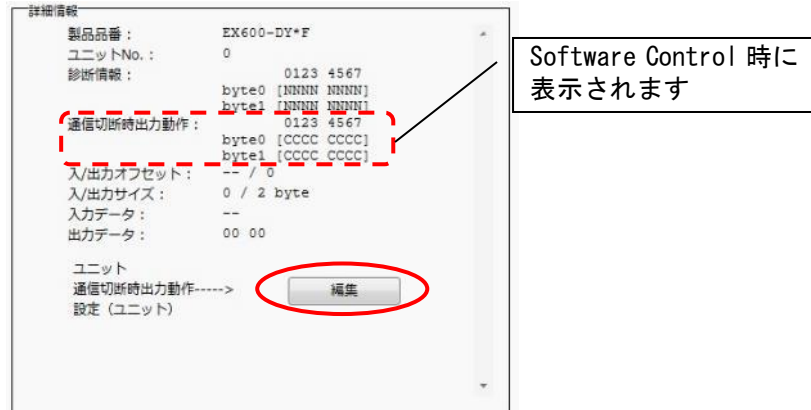 詳細情報
製品品番： EX600-DY*F
ユニットNo.： 0
診断情報： 0123 4567
byte0 [NNNN NNNN]
byte1 [NNNN NNNN]
通信切断時出力動作： 0123 4567
byte0 [CCCC CCCC]
byte1 [CCCC CCCC]
入/出力オフセット： -- / 0
入/出力サイズ： 0 / 2 byte
入力データ： --
出力データ： 00 00
ユニット
通信切断時出力動作-----> 編集
設定（ユニット）
Software Control 時に
表示されます